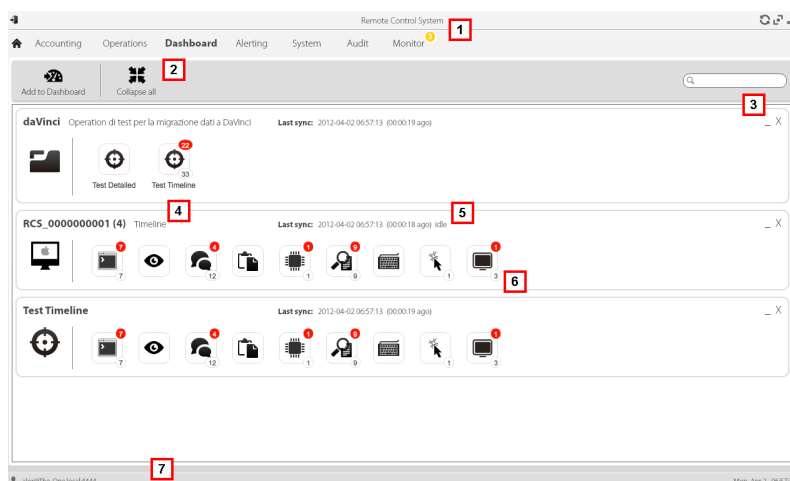 Remote Control System
1
Accounting Operations Dashboard Alerting System Audit Monitor 3
2
Add to Dashboard Collapse all
3
daVinci Operation di test per la migrazione dati a DaVinci Last sync: 2012-04-02 06:57:13 (00:00:19 ago) _ X
22
33
Test Detailed Test Timeline
4 5
RCS_0000000001 (4) Timeline Last sync: 2012-04-02 06:57:13 (00:00:18 ago) Idle _ X
7 4 1 9 1
7 12 1 9 1 3
6
Test Timeline Last sync: 2012-04-02 06:57:13 (00:00:19 ago) _ X
7 4 1 9 1
7 12 1 9 1 3
7